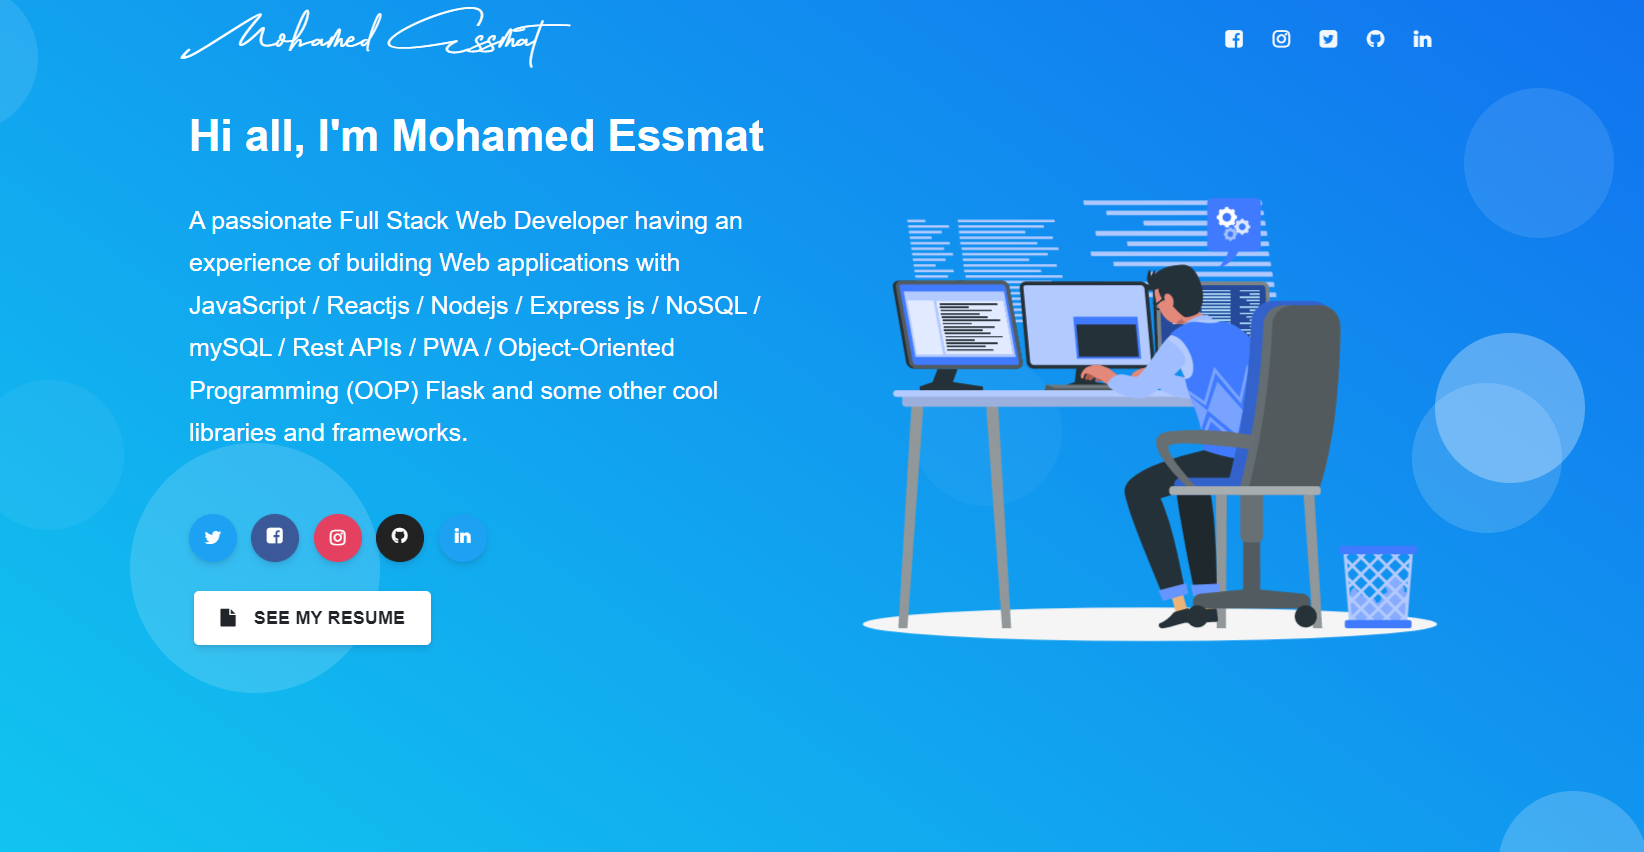 Mohamed Essmat
Hi all, I'm Mohamed Essmat
A passionate Full Stack Web Developer having an
experience of building Web applications with
JavaScript / Reactjs / Nodejs / Express js / NoSQL /
mySQL / Rest APIs / PWA / Object-Oriented
Programming (OOP) Flask and some other cool
libraries and frameworks.
SEE MY RESUME